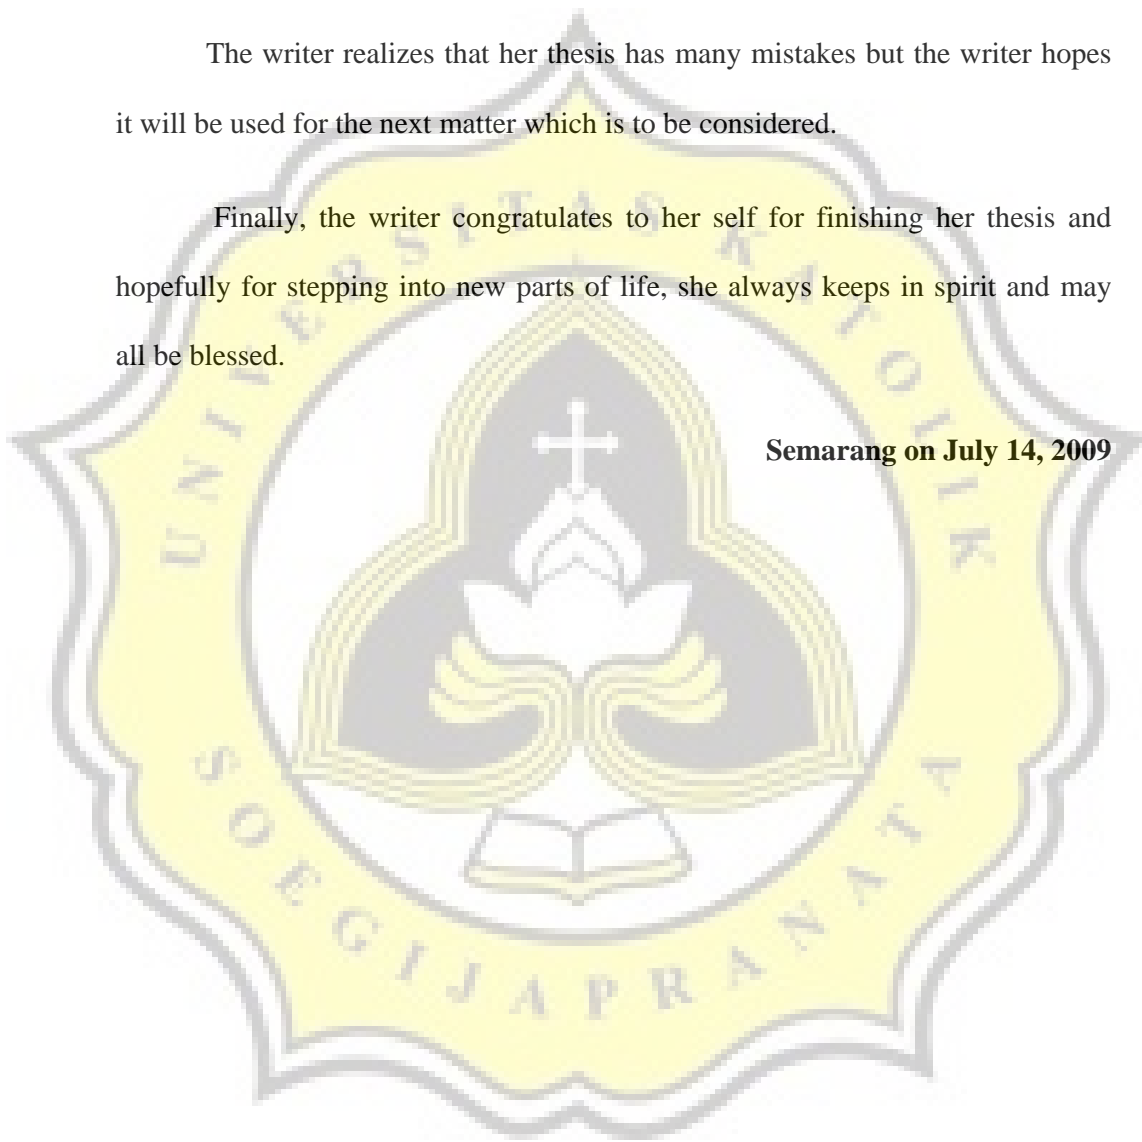 The writer realizes that her thesis has many mistakes but the writer hopes
it will be used for the next matter which is to be considered.
Finally, the writer congratulates to her self for finishing her thesis and
hopefully for stepping into new parts of life, she always keeps in spirit and may
all be blessed.
Semarang on July 14, 2009
UNIVERSITAS KATOLIK
SOEGIJAPRANATA